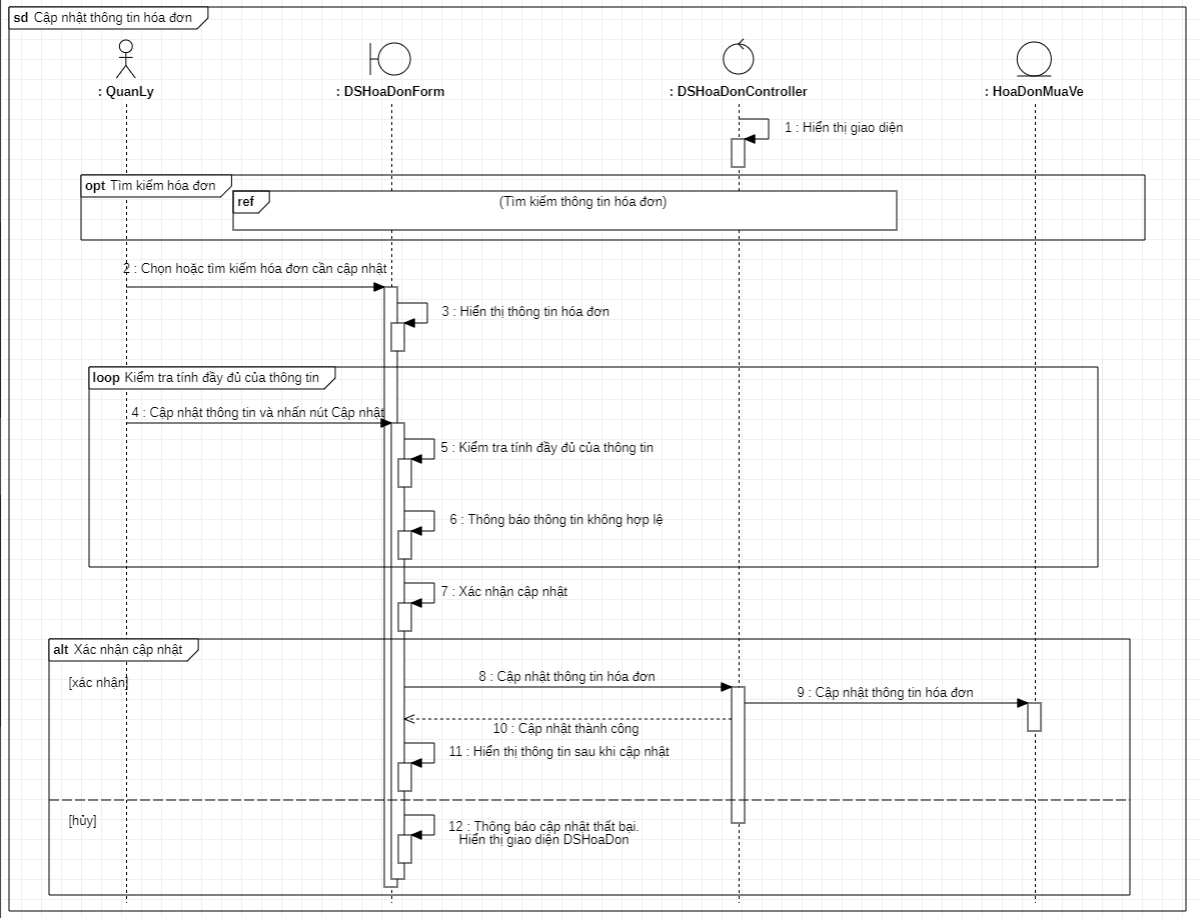 sd Cập nhật thông tin hóa đơn
: QuanLy
: DSHoaDonForm
: DSHoaDonController
: HoaDonMuaVe
1 : Hiển thị giao diện
opt Tìm kiếm hóa đơn
ref
(Tìm kiếm thông tin hóa đơn)
2 : Chọn hoặc tìm kiếm hóa đơn cần cập nhật
3 : Hiển thị thông tin hóa đơn
loop Kiểm tra tính đầy đủ của thông tin
4 : Cập nhật thông tin và nhấn nút Cập nhật
5 : Kiểm tra tính đầy đủ của thông tin
6 : Thông báo thông tin không hợp lệ
7 : Xác nhận cập nhật
alt Xác nhận cập nhật
[xác nhận]
8 : Cập nhật thông tin hóa đơn
9 : Cập nhật thông tin hóa đơn
10 : Cập nhật thành công
11 : Hiển thị thông tin sau khi cập nhật
[hủy]
12 : Thông báo cập nhật thất bại.
Hiển thị giao diện DSHoaDon